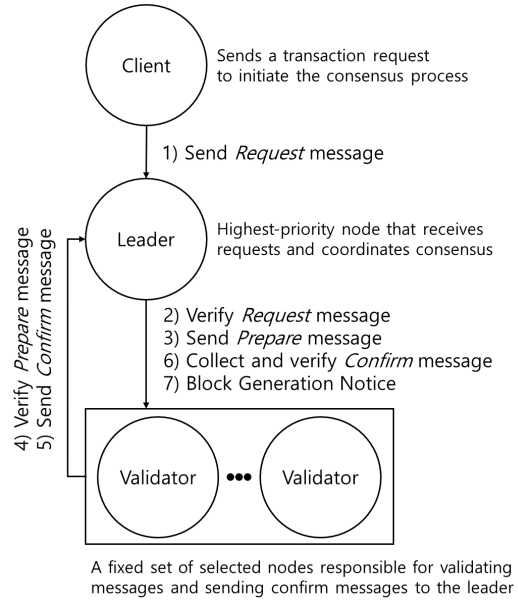 Client
Sends a transaction request
to initiate the consensus process
1) Send Request message
Leader
Highest-priority node that receives
requests and coordinates consensus
4) Verify Prepare message
5) Send Confirm message
2) Verify Request message
3) Send Prepare message
6) Collect and verify Confirm message
7) Block Generation Notice
Validator
Validator
A fixed set of selected nodes responsible for validating
messages and sending confirm messages to the leader